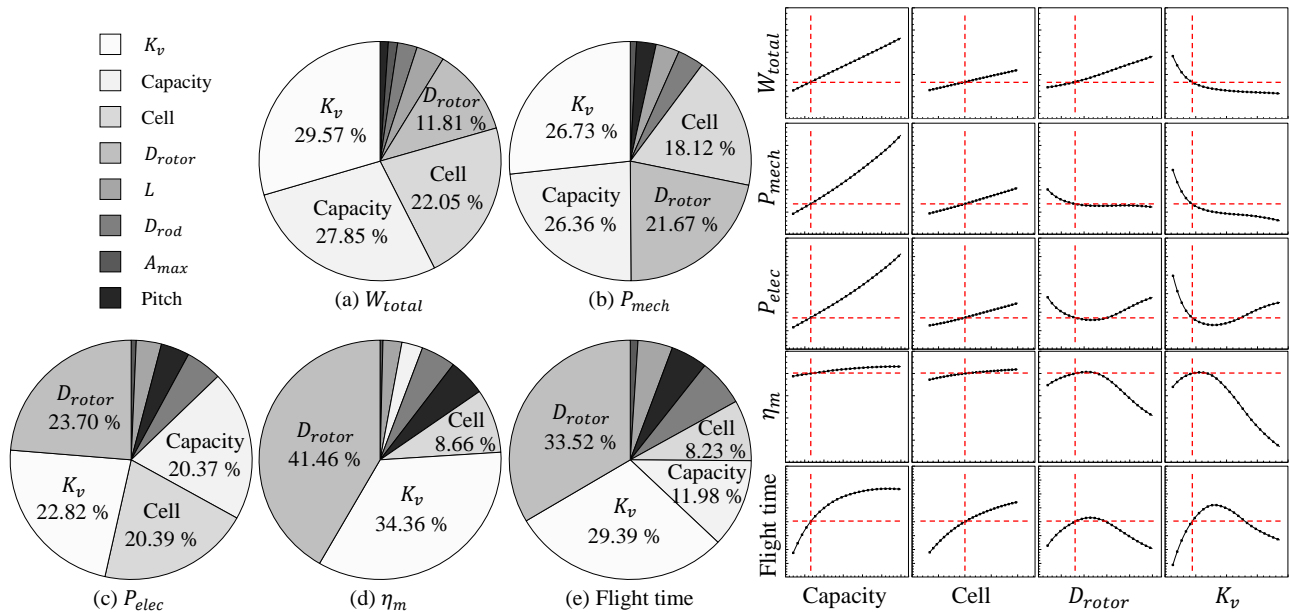 K_v
Capacity
Cell
D_rotor
L
D_rod
A_max
Pitch
K_v
29.57 %
D_rotor
11.81 %
Cell
22.05 %
Capacity
27.85 %
(a) W_total
K_v
26.73 %
Cell
18.12 %
Capacity
26.36 %
D_rotor
21.67 %
(b) P_mech
D_rotor
23.70 %
Capacity
20.37 %
K_v
22.82 %
Cell
20.39 %
(c) P_elec
D_rotor
41.46 %
Cell
8.66 %
K_v
34.36 %
(d) η_m
D_rotor
33.52 %
Cell
8.23 %
Capacity
11.98 %
K_v
29.39 %
(e) Flight time
W_total
P_mech
P_elec
η_m
Flight time
Capacity
Cell
D_rotor
K_v